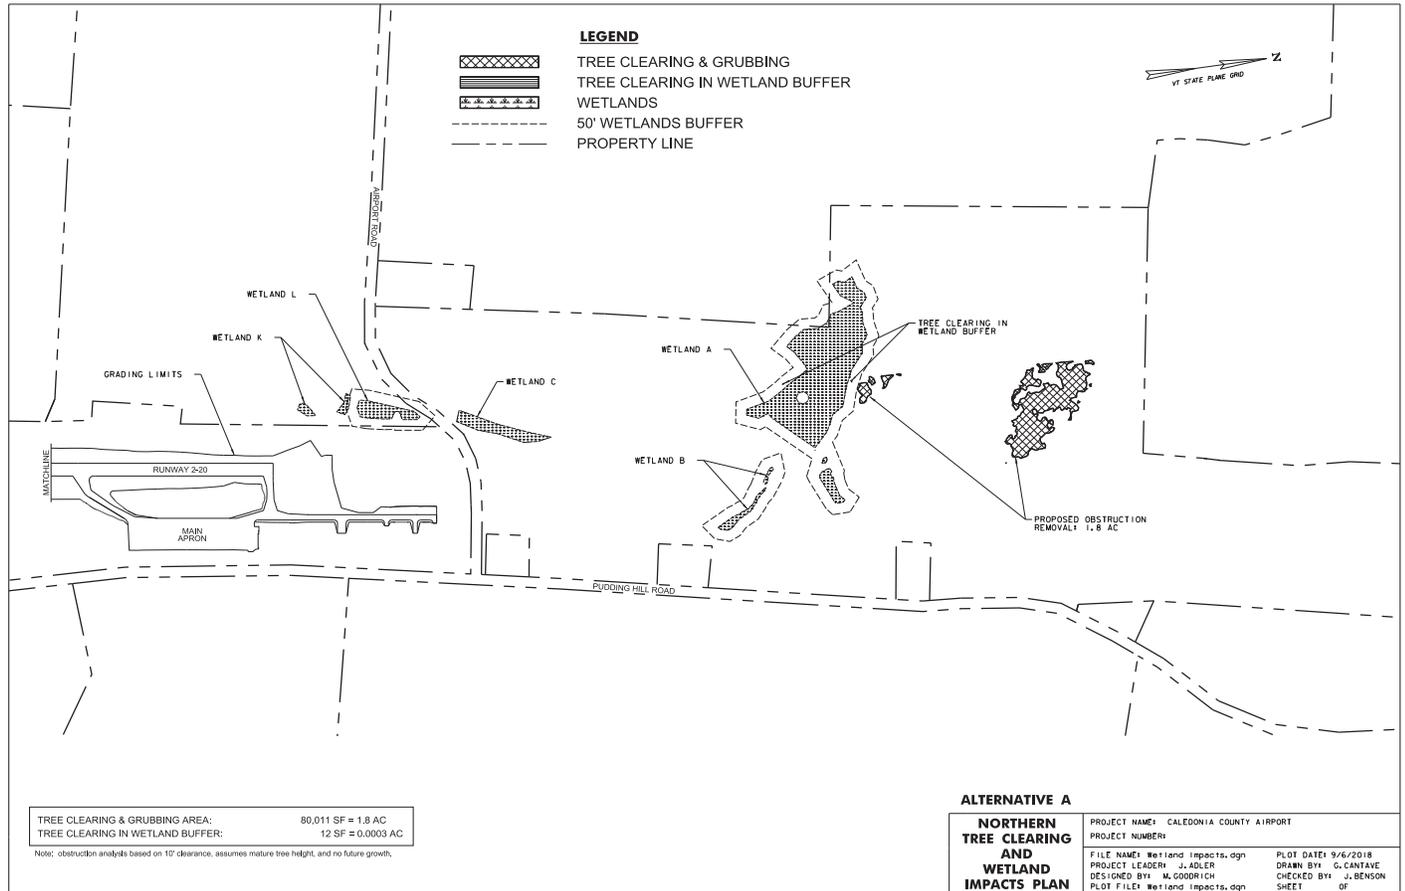 LEGEND
TREE CLEARING & GRUBBING
TREE CLEARING IN WETLAND BUFFER
WETLANDS
50' WETLANDS BUFFER
PROPERTY LINE
N
VT STATE PLANE GRID
AIRPORT ROAD
WETLAND L
WETLAND K
GRADING LIMITS
WETLAND C
WETLAND A
TREE CLEARING IN
WETLAND BUFFER
WETLAND B
MATCHLINE
RUNWAY 2-20
MAIN
APRON
PROPOSED OBSTRUCTION
REMOVAL: 1.8 AC
PUDDING HILL ROAD
TREE CLEARING & GRUBBING AREA: 80,011 SF = 1.8 AC
TREE CLEARING IN WETLAND BUFFER: 12 SF = 0.0003 AC
Note: obstruction analysis based on 10' clearance, assumes mature tree height, and no future growth.
ALTERNATIVE A
NORTHERN
TREE CLEARING
AND
WETLAND
IMPACTS PLAN
PROJECT NAME: CALEDONIA COUNTY AIRPORT
PROJECT NUMBER:
FILE NAME: Wetland Impacts.dgn PLOT DATE: 9/6/2018
PROJECT LEADER: J.ADLER DRAWN BY: G.CANTAVE
DESIGNED BY: M.GOODRICH CHECKED BY: J.BENSON
PLOT FILE: Wetland Impacts.dgn SHEET OF